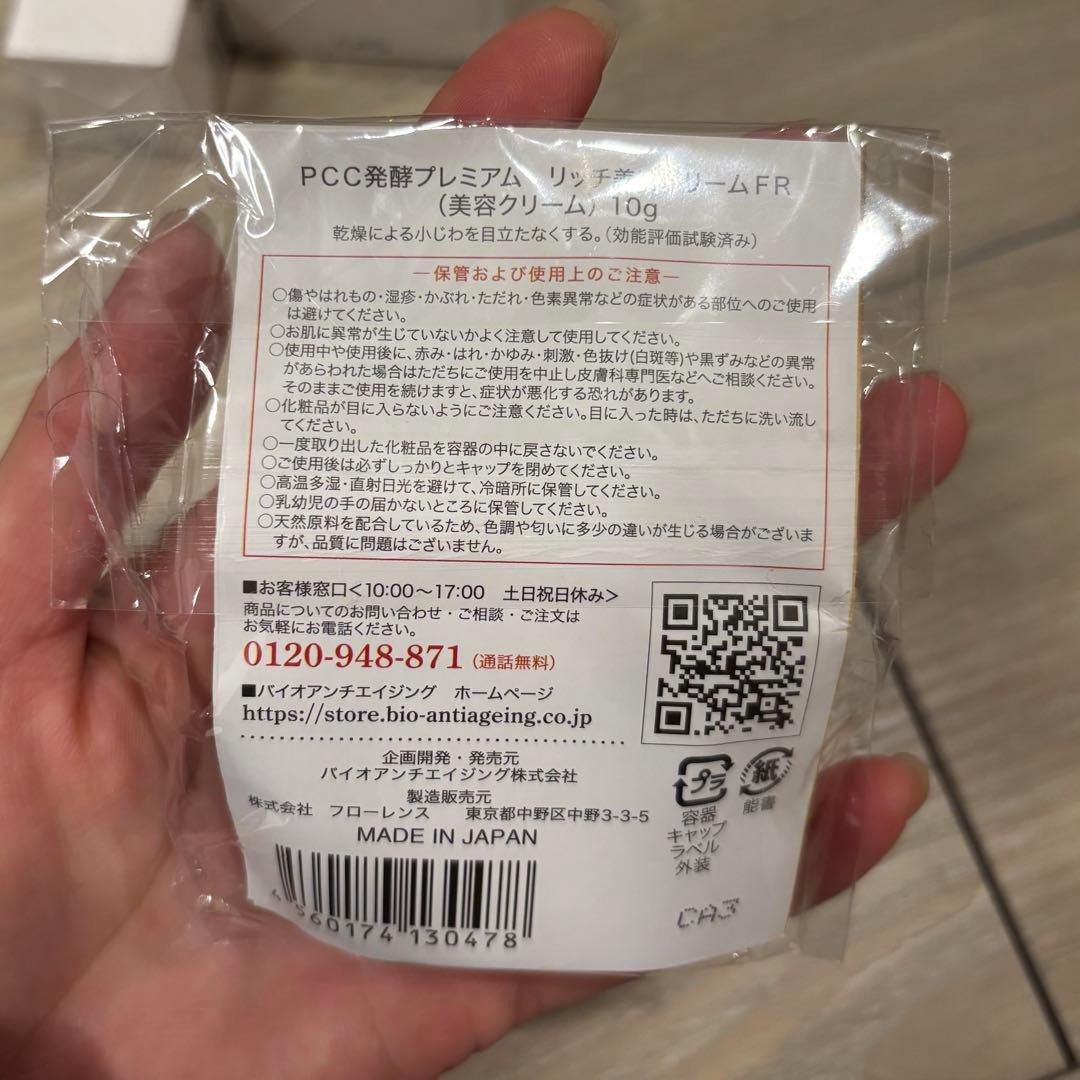 PCC発酵プレミアム リッチ美 リームFR
(美容クリーム) 10g
乾燥による小じわを目立たなくする。(効能評価試験済み)
―保管および使用上のご注意―
○傷やはれもの・湿疹・かぶれ・ただれ・色素異常などの症状がある部位へのご使用
は避けてください。
○お肌に異常が生じていないかよく注意して使用してください。
○使用中や使用後に、赤み・はれ・かゆみ・刺激・色抜け(白斑等)や黒ずみなどの異常
があらわれた場合はただちにご使用を中止し皮膚科専門医などへご相談ください。
そのままご使用を続けますと、症状が悪化する恐れがあります。
○化粧品が目に入らないようにご注意ください。目に入った時は、ただちに洗い流し
てください。
○一度取り出した化粧品を容器の中に戻さないでください。
○ご使用後は必ずしっかりとキャップを閉めてください。
○高温多湿・直射日光を避けて、冷暗所に保管してください。
○乳幼児の手の届かないところに保管してください。
○天然原料を配合しているため、色調や匂いに多少の違いが生じる場合がございま
すが、品質に問題はございません。
■お客様窓口<10:00〜17:00 土日祝日休み>
商品についてのお問い合わせ・ご相談・ご注文は
お気軽にお電話ください。
0120-948-871 (通話無料)
■バイオアンチエイジング ホームページ
https://store.bio-antiageing.co.jp
企画開発・発売元
バイオアンチエイジング株式会社
製造販売元
株式会社 フローレンス 東京都中野区中野3-3-5
MADE IN JAPAN
4 560174 130478
プラ
容器
キャップ
ラベル
外装
紙
能書